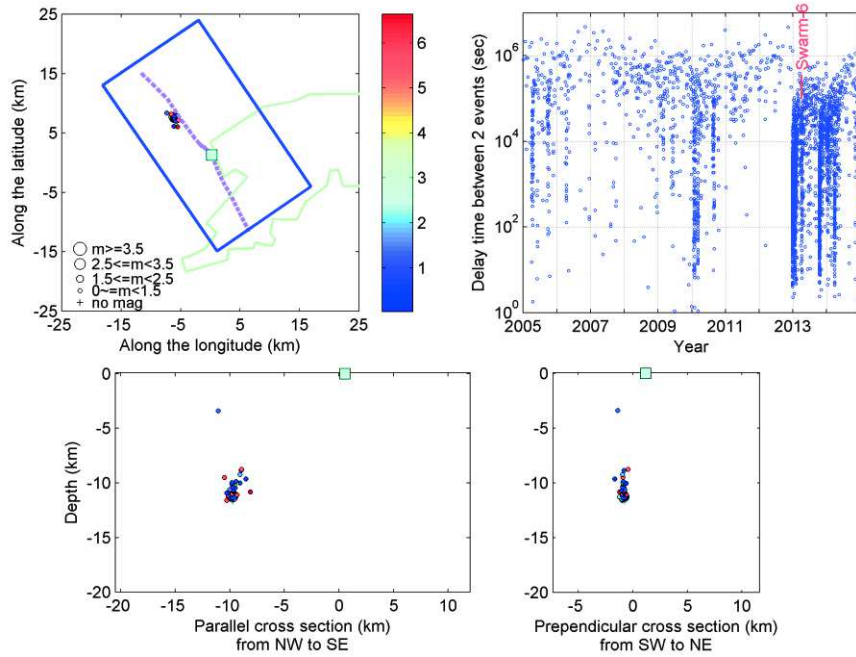 25
15
5
-5
-15
-25
Along the latitude (km)
m>=3.5
2.5<=m<3.5
1.5<=m<2.5
0~=m<1.5
no mag
-25 -15 -5 5 15 25
Along the longitude (km)
6
5
4
3
2
1
Swarm-6
10^6
10^4
10^2
10^0
Delay time between 2 events (sec)
2005 2007 2009 2011 2013
Year
0
-5
-10
-15
-20
Depth (km)
-20 -15 -10 -5 0 5 10
Parallel cross section (km)
from NW to SE
0
-5
-10
-15
-20
-5 0 5 10
Prependicular cross section (km)
from SW to NE